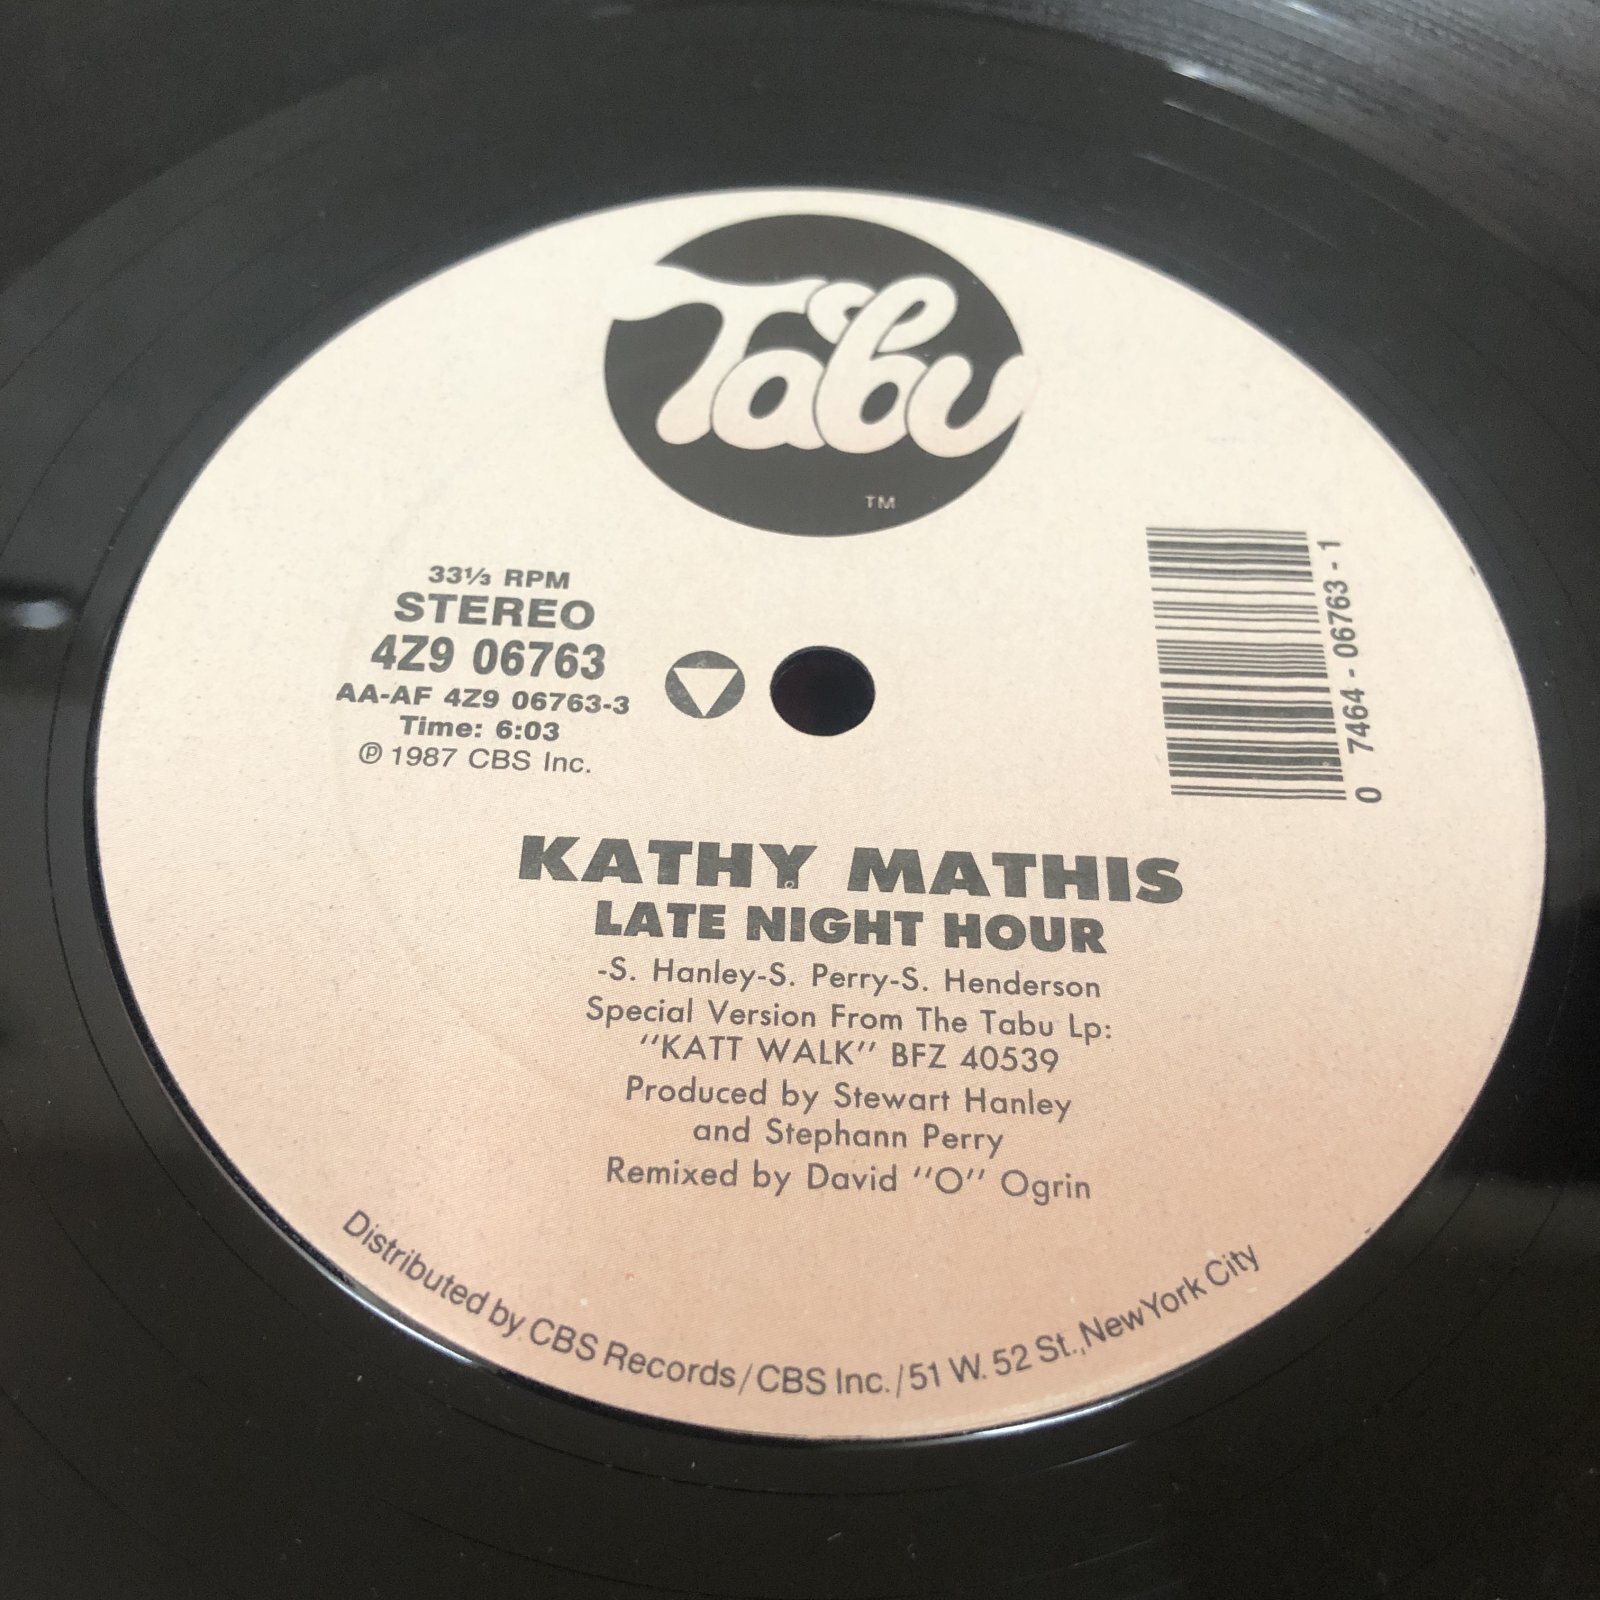 Tabu
TM
33⅓ RPM
STEREO
4Z9 06763
AA-AF 4Z9 06763-3
Time: 6:03
℗ 1987 CBS Inc.
0 7464 - 06763 - 1
KATHY MATHIS
LATE NIGHT HOUR
-S. Hanley-S. Perry-S. Henderson
Special Version From The Tabu Lp:
"KATT WALK" BFZ 40539
Produced by Stewart Hanley
and Stephann Perry
Remixed by David "O" Ogrin
Distributed by CBS Records/CBS Inc./51 W. 52 St., New York City